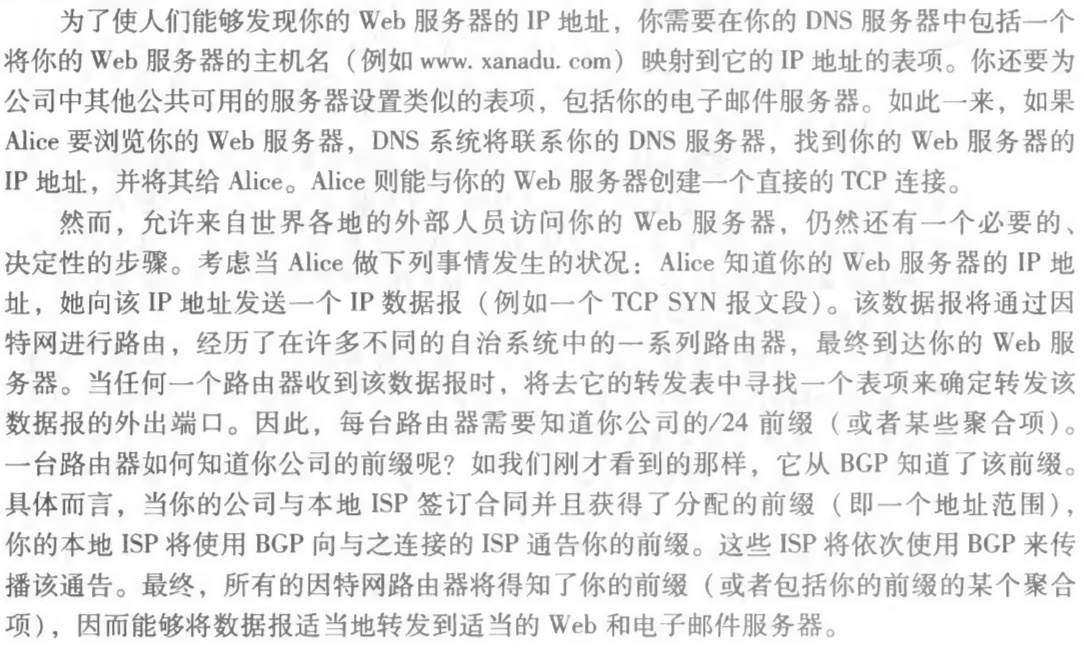 为了使人们能够发现你的 Web 服务器的 IP 地址，你需要在你的 DNS 服务器中包括一个
将你的 Web 服务器的主机名（例如 www. xanadu. com）映射到它的 IP 地址的表项。你还要为
公司中其他公共可用的服务器设置类似的表项，包括你的电子邮件服务器。如此一来，如果
Alice 要浏览你的 Web 服务器，DNS 系统将联系你的 DNS 服务器，找到你的 Web 服务器的
IP 地址，并将其给 Alice。Alice 则能与你的 Web 服务器创建一个直接的 TCP 连接。
然而，允许来自世界各地的外部人员访问你的 Web 服务器，仍然还有一个必要的、
决定性的步骤。考虑当 Alice 做下列事情发生的状况：Alice 知道你的 Web 服务器的 IP 地
址，她向该 IP 地址发送一个 IP 数据报（例如一个 TCP SYN 报文段）。该数据报将通过因
特网进行路由，经历了在许多不同的自治系统中的一系列路由器，最终到达你的 Web 服
务器。当任何一个路由器收到该数据报时，将去它的转发表中寻找一个表项来确定转发该
数据报的外出端口。因此，每台路由器需要知道你公司的/24 前缀（或者某些聚合项）。
一台路由器如何知道你公司的前缀呢？如我们刚才看到的那样，它从 BGP 知道了该前缀。
具体而言，当你的公司与本地 ISP 签订合同并且获得了分配的前缀（即一个地址范围），
你的本地 ISP 将使用 BGP 向与之连接的 ISP 通告你的前缀。这些 ISP 将依次使用 BGP 来传
播该通告。最终，所有的因特网路由器将得知了你的前缀（或者包括你的前缀的某个聚合
项），因而能够将数据报适当地转发到适当的 Web 和电子邮件服务器。